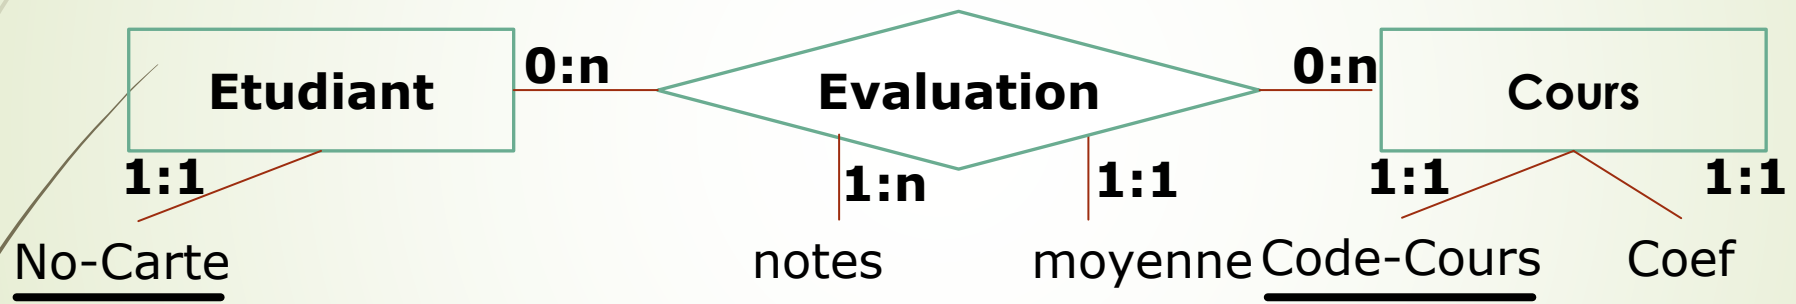 Etudiant 0:n Evaluation 0:n Cours
1:1 1:n 1:1 1:1 1:1
No-Carte notes moyenne Code-Cours Coef